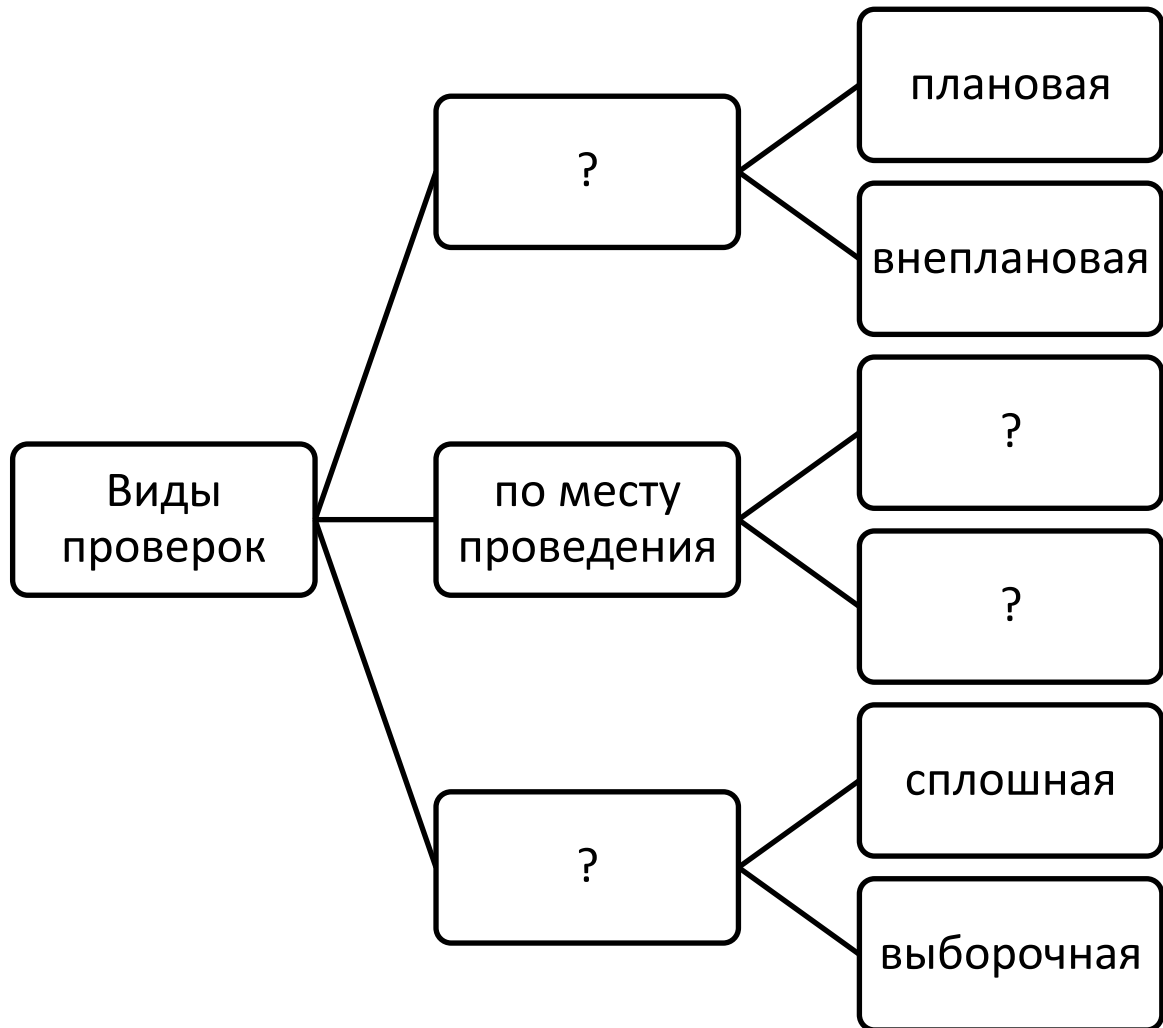 плановая
?
внеплановая
?
Виды
проверок
по месту
проведения
?
сплошная
?
выборочная